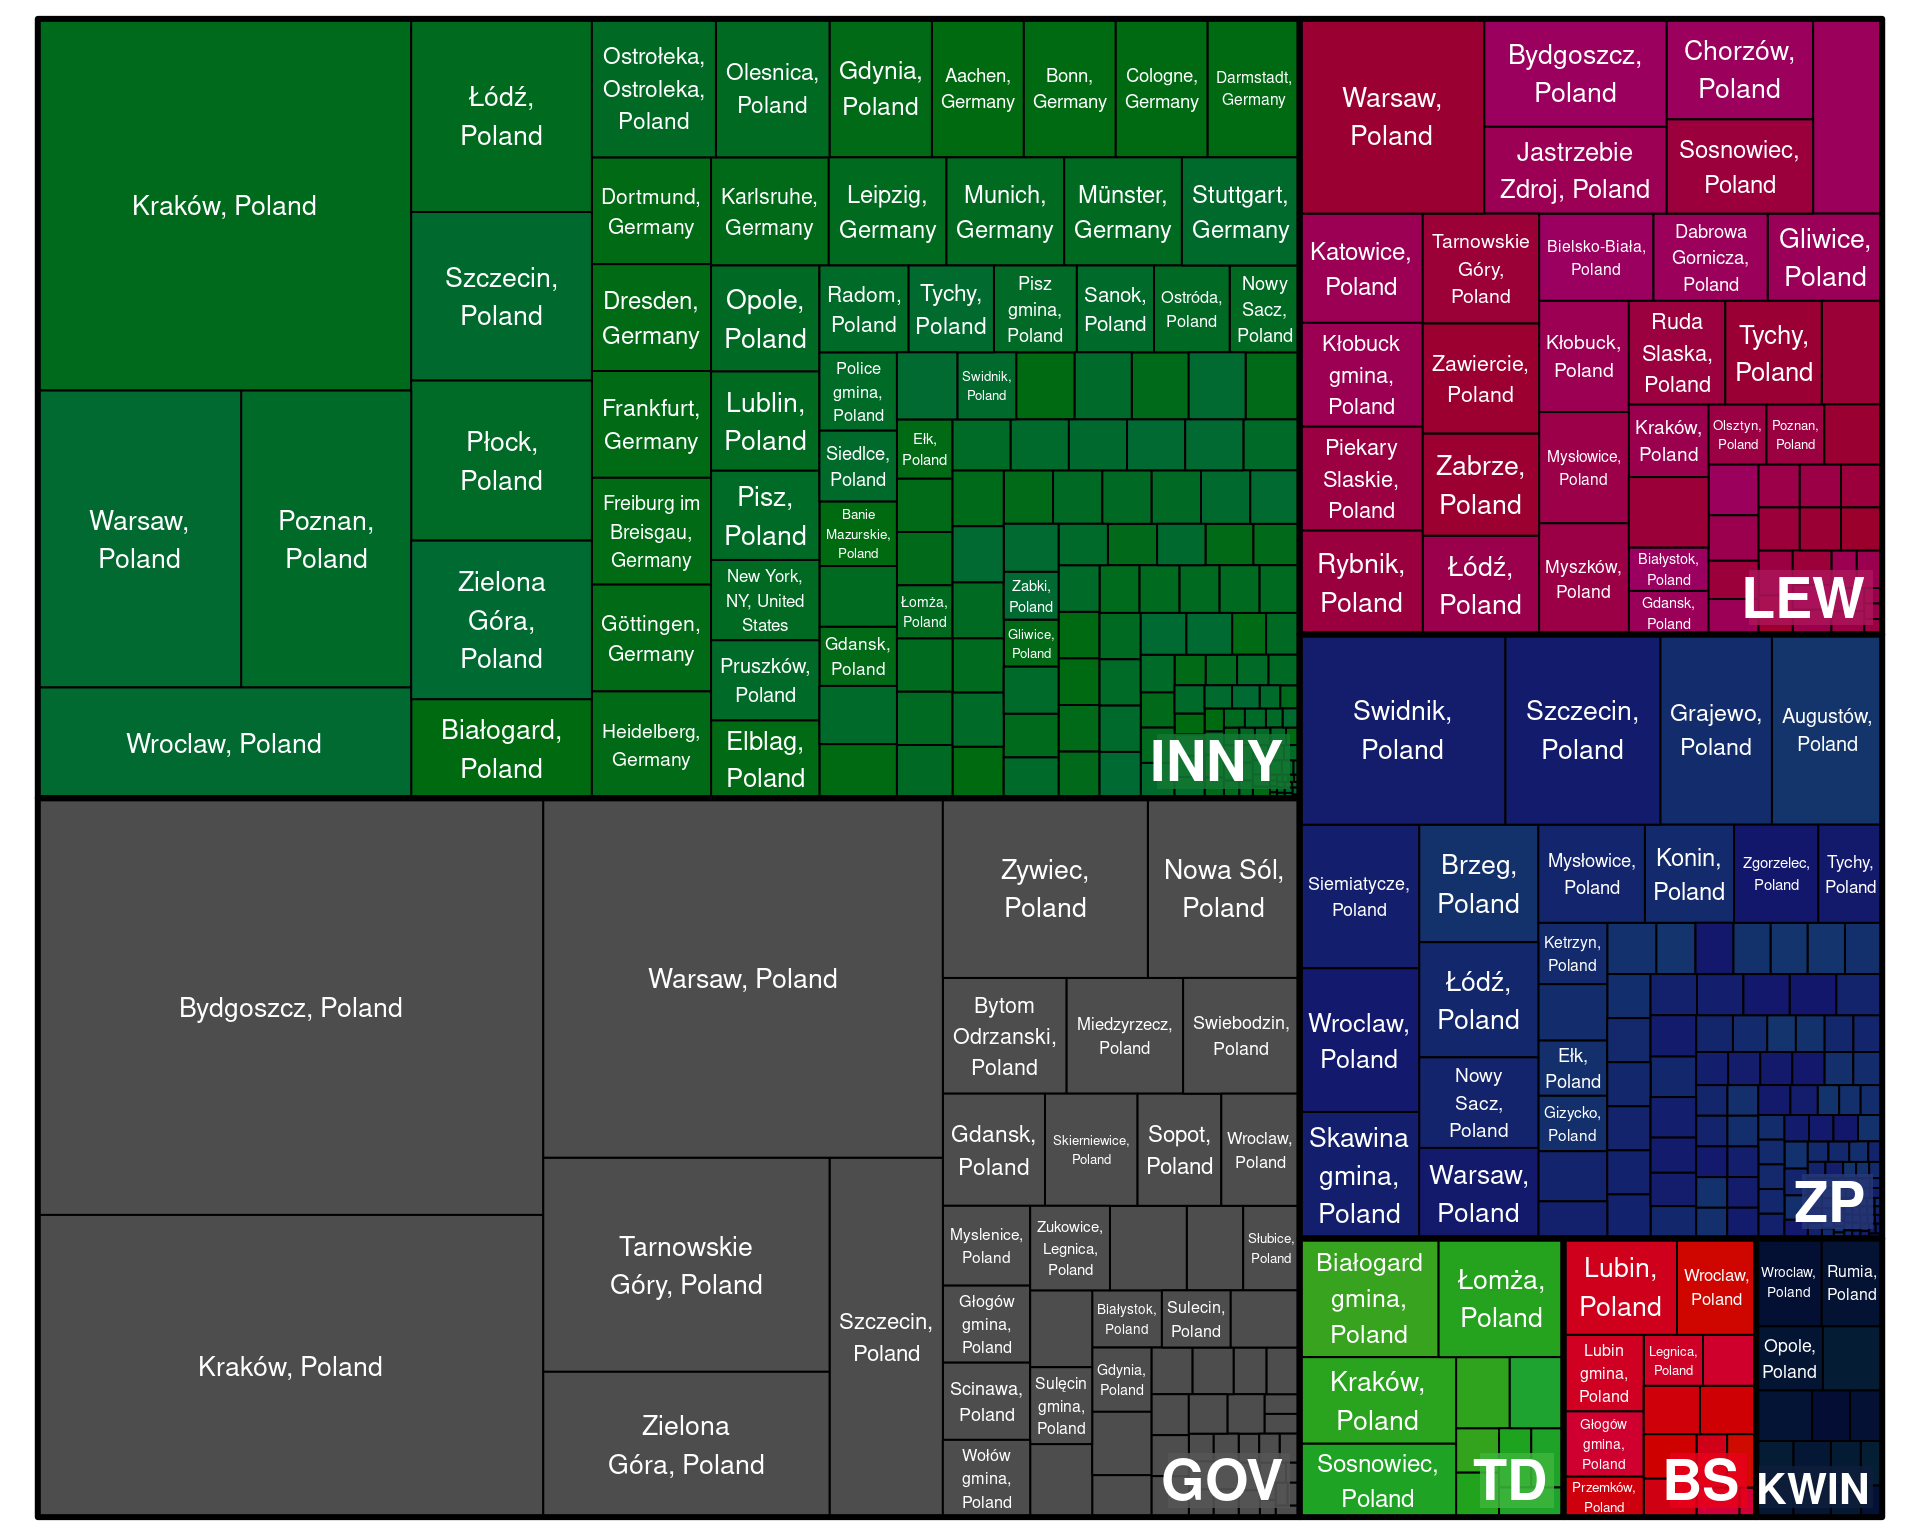 Kraków, Poland
Warsaw,
Poland
Poznan,
Poland
Wroclaw, Poland
Łódź,
Poland
Szczecin,
Poland
Płock,
Poland
Zielona
Góra,
Poland
Białogard,
Poland
Ostrołeka,
Ostroleka,
Poland
Olesnica,
Poland
Gdynia,
Poland
Aachen,
Germany
Bonn,
Germany
Cologne,
Germany
Darmstadt,
Germany
Dortmund,
Germany
Karlsruhe,
Germany
Leipzig,
Germany
Munich,
Germany
Münster,
Germany
Stuttgart,
Germany
Dresden,
Germany
Frankfurt,
Germany
Freiburg im
Breisgau,
Germany
Göttingen,
Germany
Heidelberg,
Germany
Opole,
Poland
Lublin,
Poland
Pisz,
Poland
New York,
NY, United
States
Pruszków,
Poland
Elblag,
Poland
Radom,
Poland
Tychy,
Poland
Pisz
gmina,
Poland
Sanok,
Poland
Ostróda,
Poland
Nowy
Sacz,
Poland
Police
gmina,
Poland
Siedlce,
Poland
Banie
Mazurskie,
Poland
Gdansk,
Poland
Swidnik,
Poland
Ełk,
Poland
Łomża,
Poland
Zabki,
Poland
Gliwice,
Poland
INNY
Warsaw,
Poland
Bydgoszcz,
Poland
Jastrzebie
Zdroj, Poland
Chorzów,
Poland
Sosnowiec,
Poland
Katowice,
Poland
Kłobuck
gmina,
Poland
Piekary
Slaskie,
Poland
Rybnik,
Poland
Tarnowskie
Góry,
Poland
Zawiercie,
Poland
Zabrze,
Poland
Łódź,
Poland
Bielsko-Biała,
Poland
Dabrowa
Gornicza,
Poland
Gliwice,
Poland
Kłobuck,
Poland
Mysłowice,
Poland
Myszków,
Poland
Ruda
Slaska,
Poland
Tychy,
Poland
Kraków,
Poland
Olsztyn,
Poland
Poznan,
Poland
Białystok,
Poland
Gdansk,
Poland
LEW
Swidnik,
Poland
Szczecin,
Poland
Grajewo,
Poland
Augustów,
Poland
Siemiatycze,
Poland
Wroclaw,
Poland
Skawina
gmina,
Poland
Brzeg,
Poland
Łódź,
Poland
Nowy
Sacz,
Poland
Warsaw,
Poland
Mysłowice,
Poland
Konin,
Poland
Zgorzelec,
Poland
Tychy,
Poland
Ketrzyn,
Poland
Ełk,
Poland
Gizycko,
Poland
ZP
Bydgoszcz, Poland
Kraków, Poland
Warsaw, Poland
Tarnowskie
Góry, Poland
Zielona
Góra, Poland
Szczecin,
Poland
Zywiec,
Poland
Nowa Sól,
Poland
Bytom
Odrzanski,
Poland
Miedzyrzecz,
Poland
Swiebodzin,
Poland
Gdansk,
Poland
Skierniewice,
Poland
Sopot,
Poland
Wroclaw,
Poland
Myslenice,
Poland
Głogów
gmina,
Poland
Scinawa,
Poland
Wołów
gmina,
Poland
Zukowice,
Legnica,
Poland
Słubice,
Poland
Sulęcin
gmina,
Poland
Białystok,
Poland
Sulecin,
Poland
Gdynia,
Poland
GOV
Białogard
gmina,
Poland
Łomża,
Poland
Kraków,
Poland
Sosnowiec,
Poland
TD
Lubin,
Poland
Wroclaw,
Poland
Lubin
gmina,
Poland
Legnica,
Poland
Głogów
gmina,
Poland
Przemków,
Poland
BS
Wroclaw,
Poland
Rumia,
Poland
Opole,
Poland
KWIN